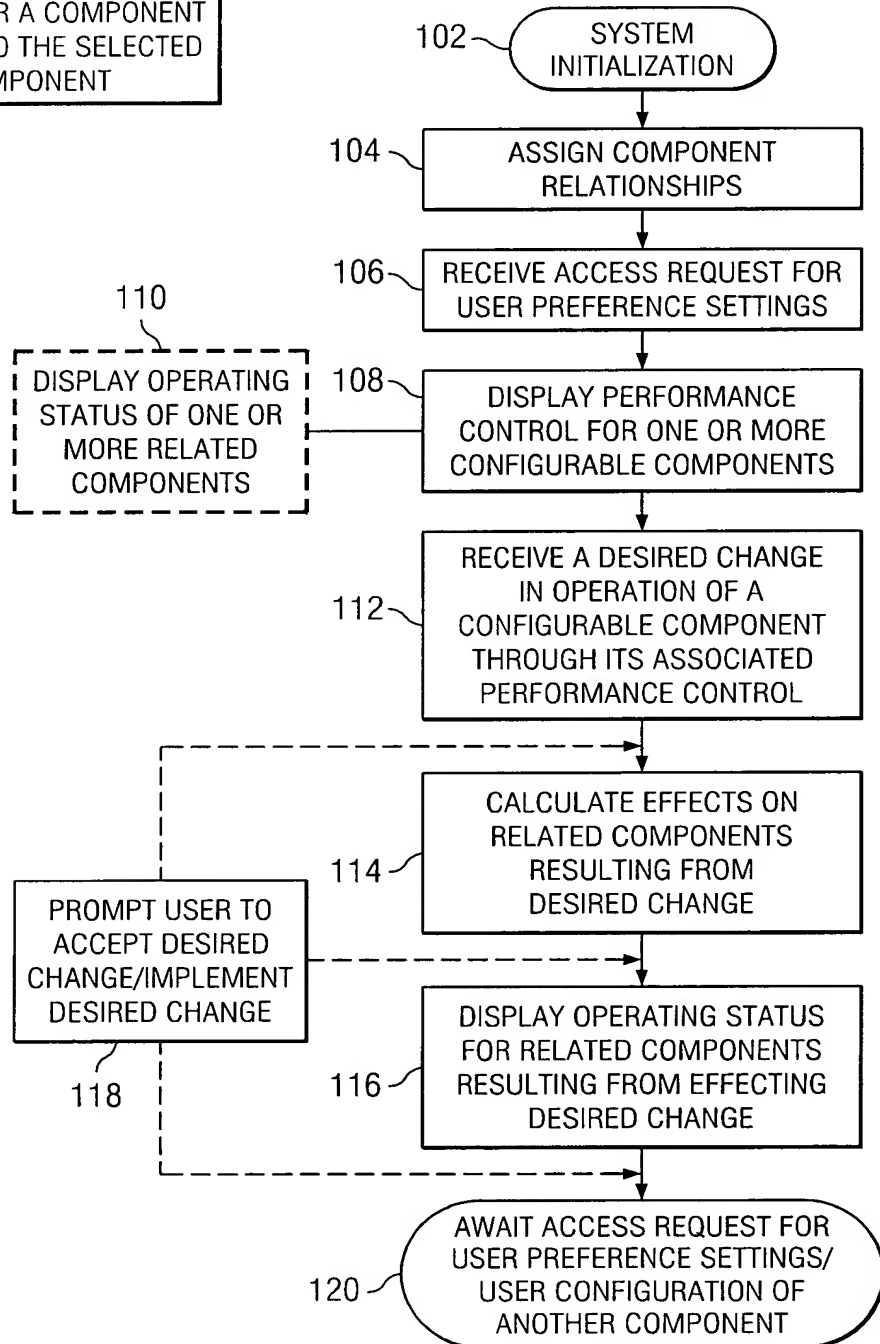 R A COMPONENT
THE SELECTED
MPONENT
102
SYSTEM
INITIALIZATION
104
ASSIGN COMPONENT
RELATIONSHIPS
106
RECEIVE ACCESS REQUEST FOR
USER PREFERENCE SETTINGS
110
DISPLAY OPERATING
STATUS OF ONE OR
MORE RELATED
COMPONENTS
108
DISPLAY PERFORMANCE
CONTROL FOR ONE OR MORE
CONFIGURABLE COMPONENTS
112
RECEIVE A DESIRED CHANGE
IN OPERATION OF A
CONFIGURABLE COMPONENT
THROUGH ITS ASSOCIATED
PERFORMANCE CONTROL
114
CALCULATE EFFECTS ON
RELATED COMPONENTS
RESULTING FROM
DESIRED CHANGE
PROMPT USER TO
ACCEPT DESIRED
CHANGE/IMPLEMENT
DESIRED CHANGE
118
116
DISPLAY OPERATING STATUS
FOR RELATED COMPONENTS
RESULTING FROM EFFECTING
DESIRED CHANGE
120
AWAIT ACCESS REQUEST FOR
USER PREFERENCE SETTINGS/
USER CONFIGURATION OF
ANOTHER COMPONENT